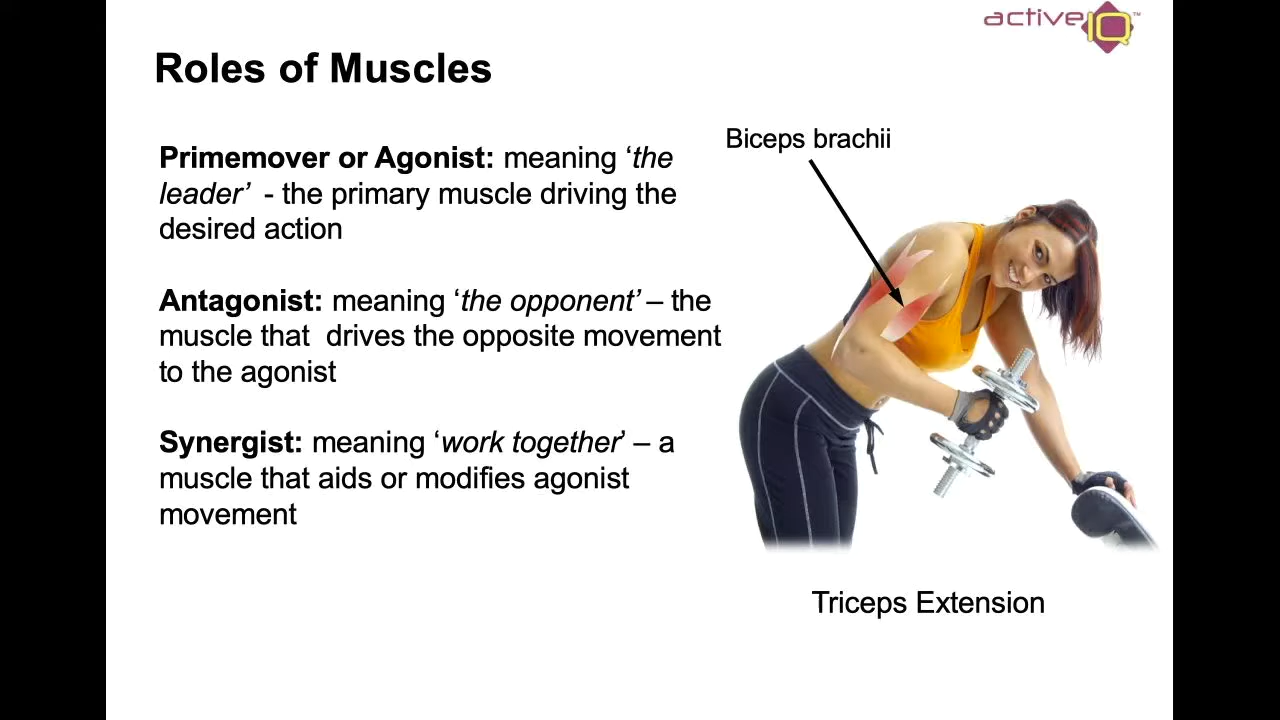 active IQ™
Roles of Muscles
Biceps brachii
Primemover or Agonist: meaning ‘the
leader’ - the primary muscle driving the
desired action
Antagonist: meaning ‘the opponent’ – the
muscle that drives the opposite movement
to the agonist
Synergist: meaning ‘work together’ – a
muscle that aids or modifies agonist
movement
Triceps Extension